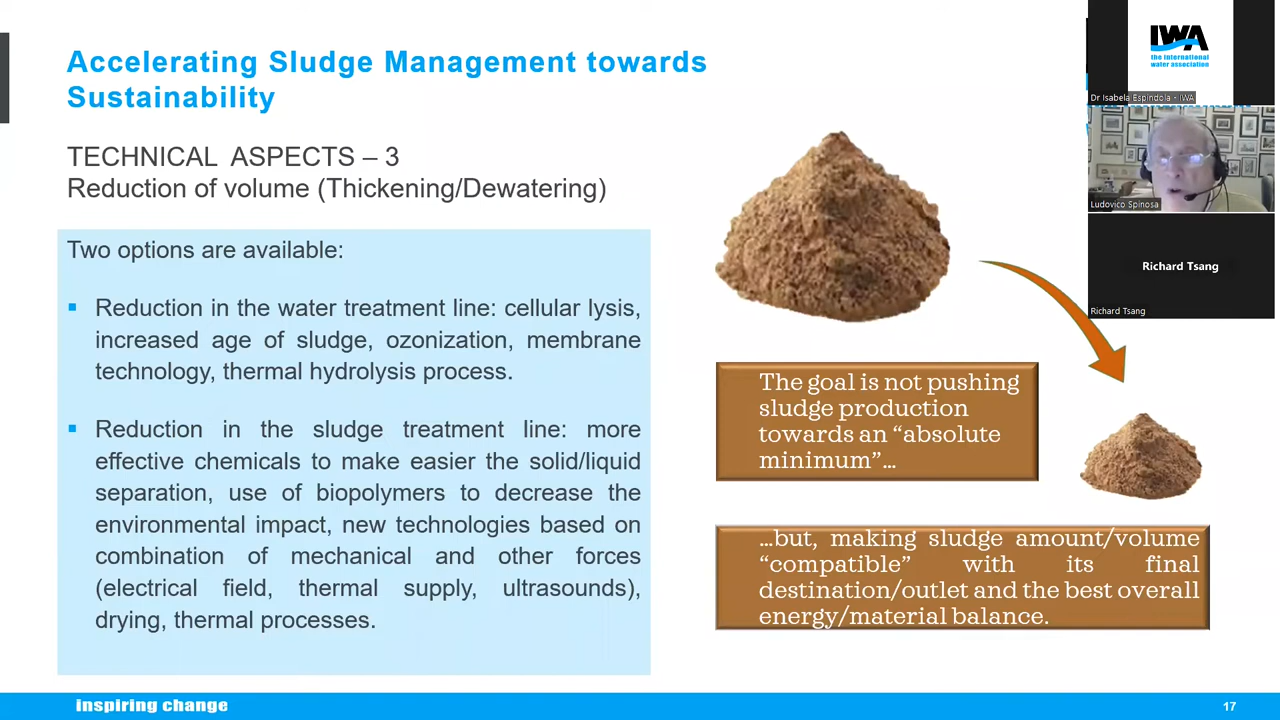 Accelerating Sludge Management towards
Sustainability
TECHNICAL ASPECTS – 3
Reduction of volume (Thickening/Dewatering)
Two options are available:
▪ Reduction in the water treatment line: cellular lysis,
increased age of sludge, ozonization, membrane
technology, thermal hydrolysis process.
▪ Reduction in the sludge treatment line: more
effective chemicals to make easier the solid/liquid
separation, use of biopolymers to decrease the
environmental impact, new technologies based on
combination of mechanical and other forces
(electrical field, thermal supply, ultrasounds),
drying, thermal processes.
The goal is not pushing
sludge production
towards an “absolute
minimum”…
…but, making sludge amount/volume
“compatible” with its final
destination/outlet and the best overall
energy/material balance.
IWA
the international
water association
Dr Isabela Espindola - IWA
Ludovico Spinosa
Richard Tsang
Richard Tsang
inspiring change
17